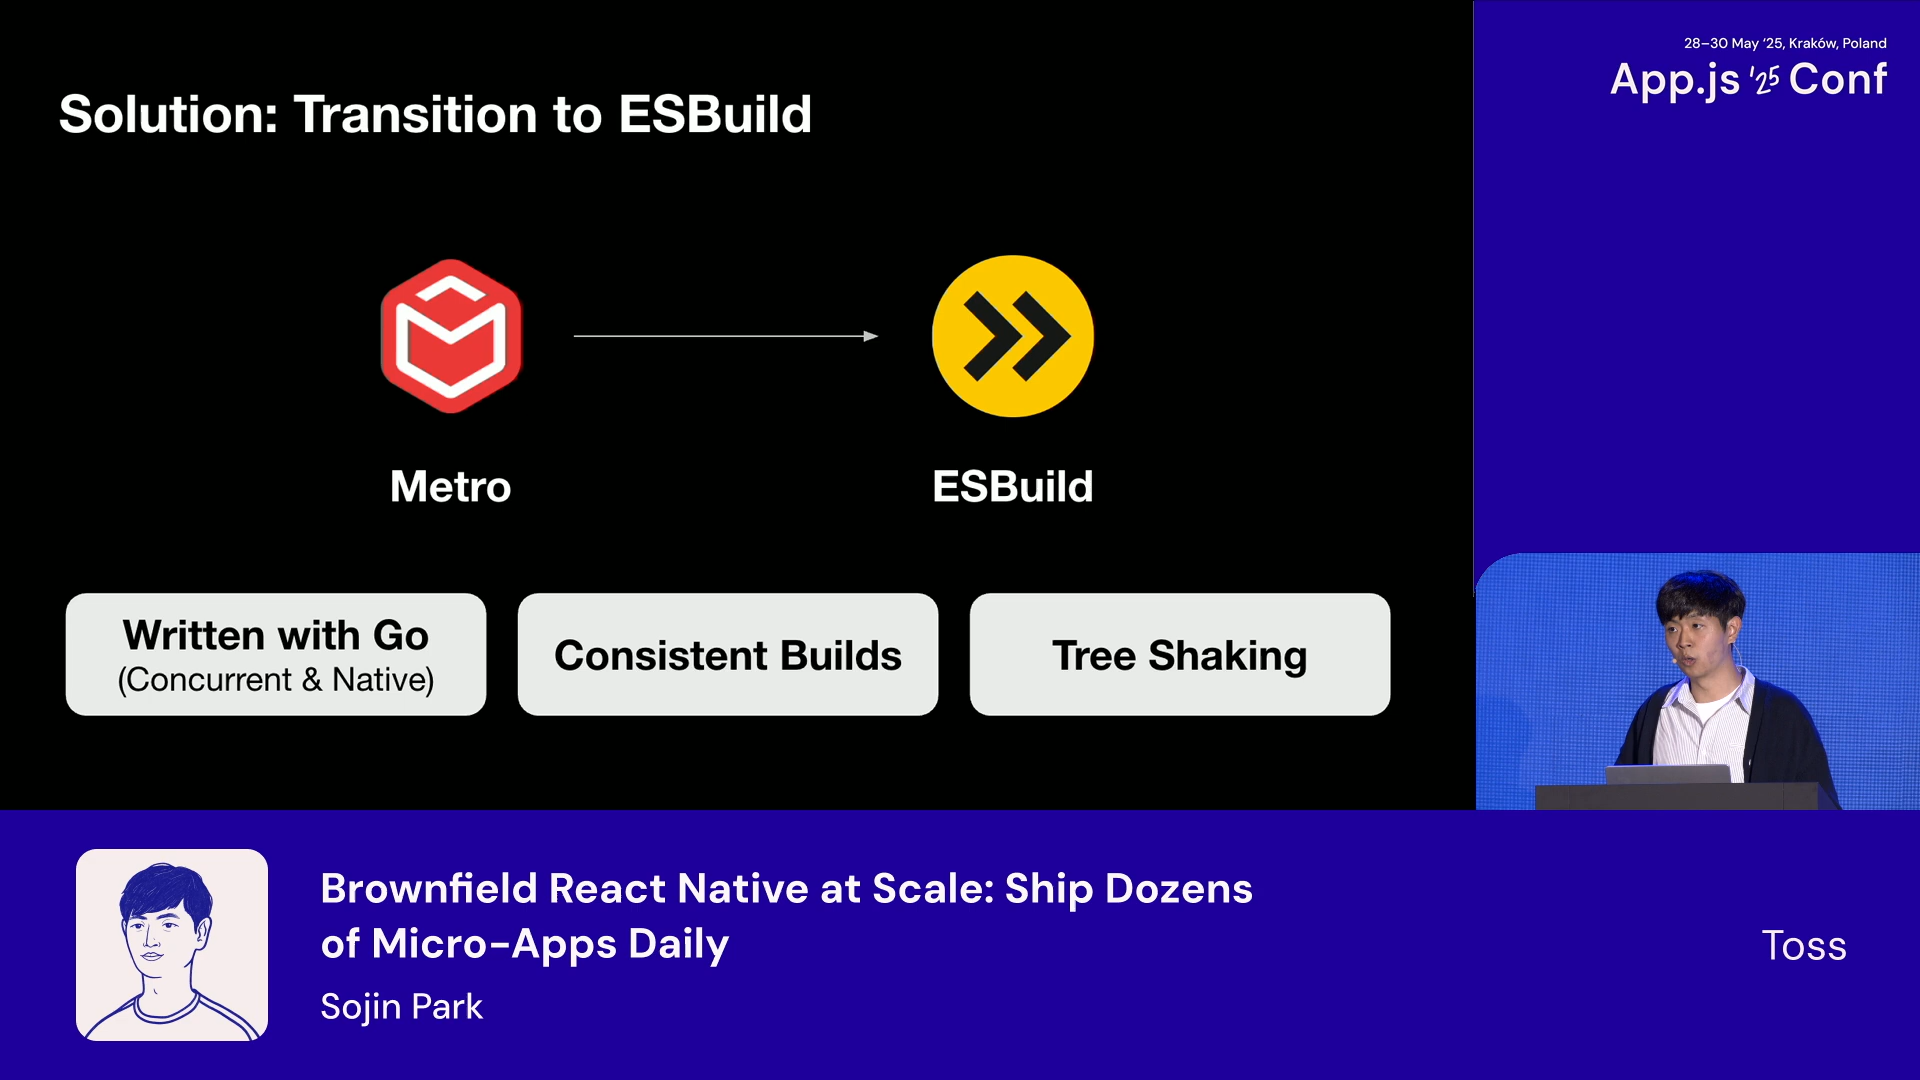 Solution: Transition to ESBuild
Metro
ESBuild
Written with Go
(Concurrent & Native)
Consistent Builds
Tree Shaking
28–30 May ‘25, Kraków, Poland
App.js ‘25 Conf
Brownfield React Native at Scale: Ship Dozens
of Micro-Apps Daily
Sojin Park
Toss